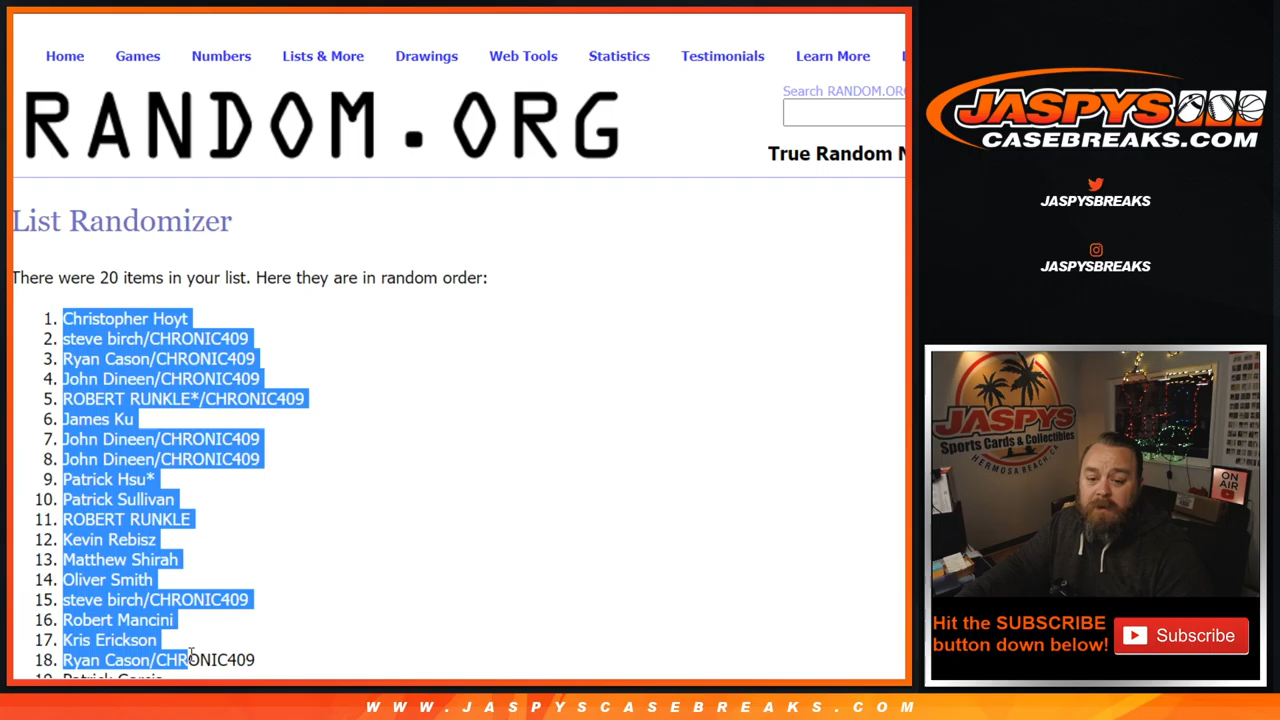 Home Games Numbers Lists & More Drawings Web Tools Statistics Testimonials Learn More
RANDOM.ORG
Search RANDOM.OR
True Random N
List Randomizer
There were 20 items in your list. Here they are in random order:
1. Christopher Hoyt
2. steve birch/CHRONIC409
3. Ryan Cason/CHRONIC409
4. John Dineen/CHRONIC409
5. ROBERT RUNKLE*/CHRONIC409
6. James Ku
7. John Dineen/CHRONIC409
8. John Dineen/CHRONIC409
9. Patrick Hsu*
10. Patrick Sullivan
11. ROBERT RUNKLE
12. Kevin Rebisz
13. Matthew Shirah
14. Oliver Smith
15. steve birch/CHRONIC409
16. Robert Mancini
17. Kris Erickson
18. Ryan Cason/CHRONIC409
JASPYS
CASEBREAKS.COM
JASPYSBREAKS
JASPYSBREAKS
JASPYS
Sports Cards & Collectibles
HERMOSA BEACH, CA
ON AIR
Hit the SUBSCRIBE
button down below!
Subscribe
WWW.JASPYSCASEBREAKS.COM